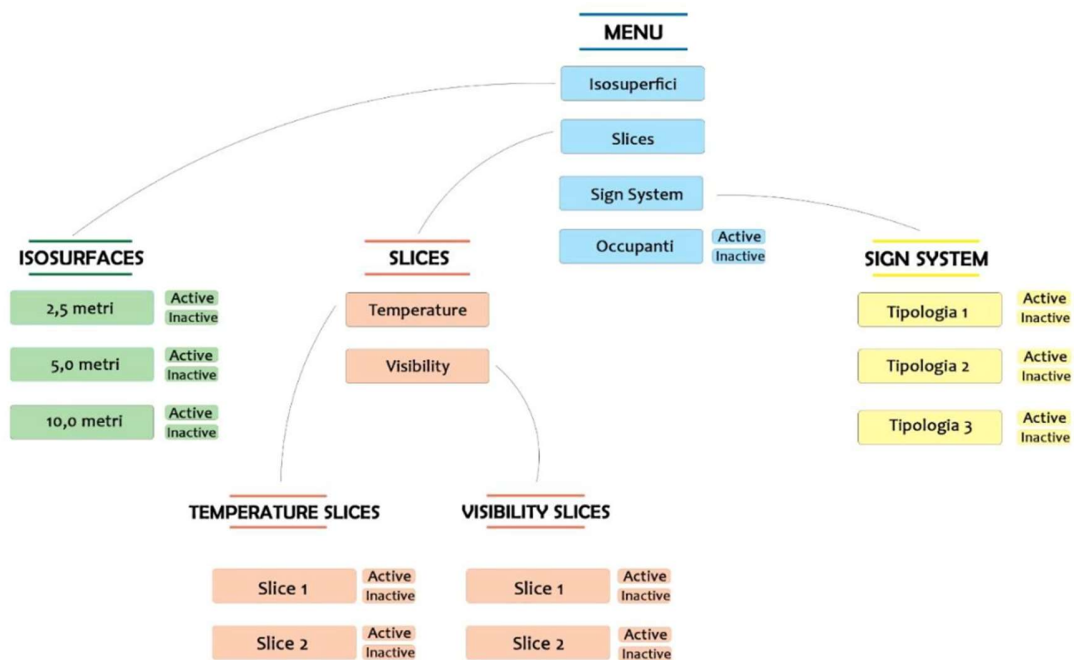 MENU
Isosuperfici
Slices
Sign System
Occupanti
Active
Inactive
ISOSURFACES
2,5 metri
Active
Inactive
5,0 metri
Active
Inactive
10,0 metri
Active
Inactive
SLICES
Temperature
Visibility
SIGN SYSTEM
Tipologia 1
Active
Inactive
Tipologia 2
Active
Inactive
Tipologia 3
Active
Inactive
TEMPERATURE SLICES
Slice 1
Active
Inactive
Slice 2
Active
Inactive
VISIBILITY SLICES
Slice 1
Active
Inactive
Slice 2
Active
Inactive